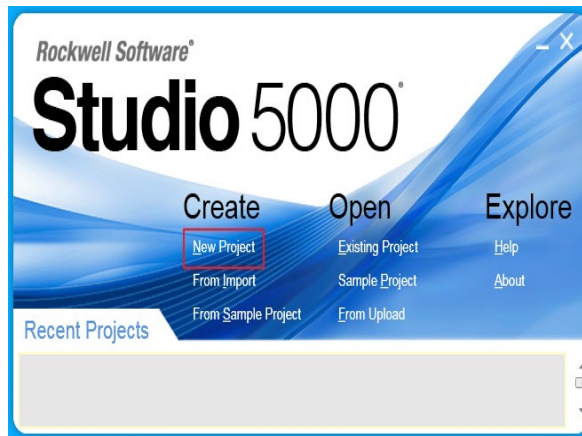 Rockwell Software®
Studio 5000®
Create
New Project
From Import
From Sample Project
Open
Existing Project
Sample Project
From Upload
Explore
Help
About
Recent Projects